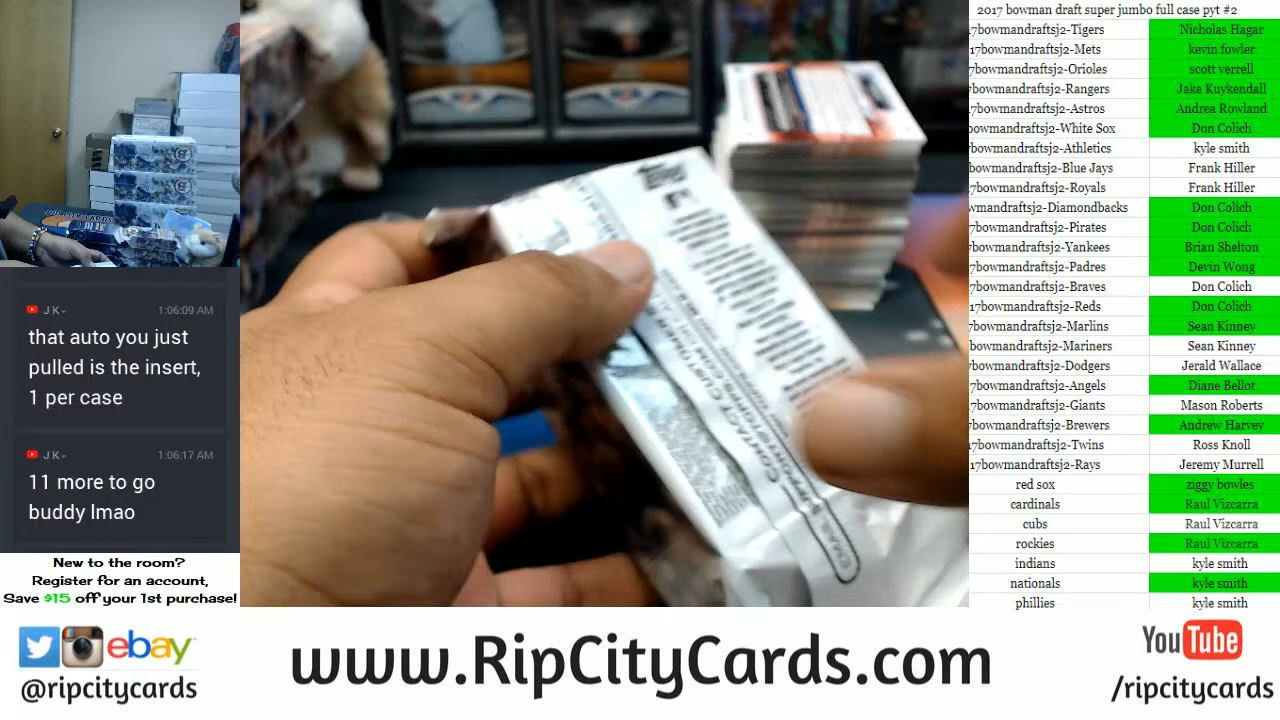 2017 bowman draft super jumbo full case pyt #2
17bowmandraftsj2-Tigers Nicholas Hagar
17bowmandraftsj2-Mets kevin fowler
7bowmandraftsj2-Orioles scott verrell
7bowmandraftsj2-Rangers Jake Kuykendall
17bowmandraftsj2-Astros Andrea Rowland
bowmandraftsj2-White Sox Don Colich
7bowmandraftsj2-Athletics kyle smith
bowmandraftsj2-Blue Jays Frank Hiller
17bowmandraftsj2-Royals Frank Hiller
wmandraftsj2-Diamondbacks Don Colich
17bowmandraftsj2-Pirates Don Colich
7bowmandraftsj2-Yankees Brian Shelton
17bowmandraftsj2-Padres Devin Wong
17bowmandraftsj2-Braves Don Colich
17bowmandraftsj2-Reds Don Colich
7bowmandraftsj2-Marlins Sean Kinney
7bowmandraftsj2-Mariners Sean Kinney
7bowmandraftsj2-Dodgers Jerald Wallace
17bowmandraftsj2-Angels Diane Bellot
17bowmandraftsj2-Giants Mason Roberts
7bowmandraftsj2-Brewers Andrew Harvey
17bowmandraftsj2-Twins Ross Knoll
17bowmandraftsj2-Rays Jeremy Murrell
red sox ziggy bowles
cardinals Raul Vizcarra
cubs Raul Vizcarra
rockies Raul Vizcarra
indians kyle smith
nationals kyle smith
phillies kyle smith
J K 1:06:09 AM
that auto you just
pulled is the insert,
1 per case
J K 1:06:17 AM
11 more to go
buddy lmao
New to the room?
Register for an account,
Save $15 off your 1st purchase!
ebay
@ripcitycards
www.RipCityCards.com
YouTube
/ripcitycards